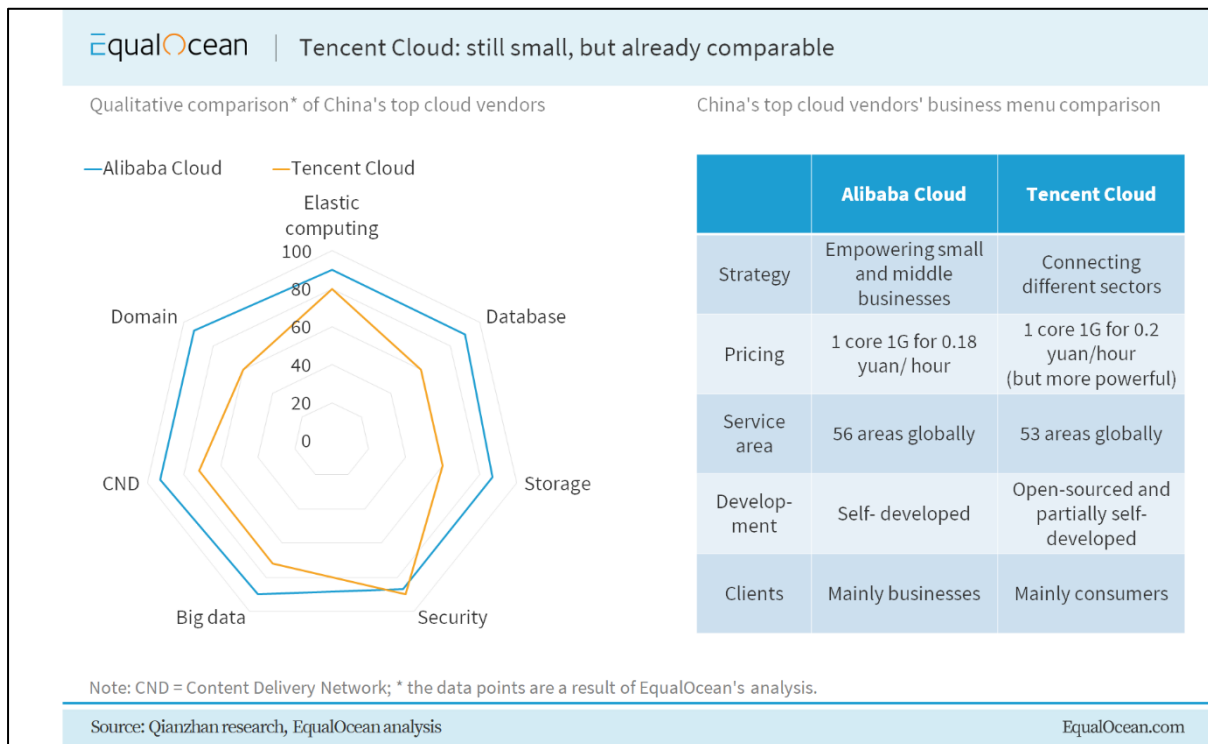 EqualOcean | Tencent Cloud: still small, but already comparable
Qualitative comparison* of China's top cloud vendors
Alibaba Cloud
Tencent Cloud
Elastic
computing
100
80
60
40
20
0
Database
Storage
Security
Big data
CND
Domain
China's top cloud vendors' business menu comparison
Alibaba Cloud
Tencent Cloud
Strategy
Empowering small
and middle
businesses
Connecting
different sectors
Pricing
1 core 1G for 0.18
yuan/ hour
1 core 1G for 0.2
yuan/hour
(but more powerful)
Service
area
56 areas globally
53 areas globally
Develop-
ment
Self- developed
Open-sourced and
partially self-
developed
Clients
Mainly businesses
Mainly consumers
Note: CND = Content Delivery Network; * the data points are a result of EqualOcean's analysis.
Source: Qianzhan research, EqualOcean analysis
EqualOcean.com